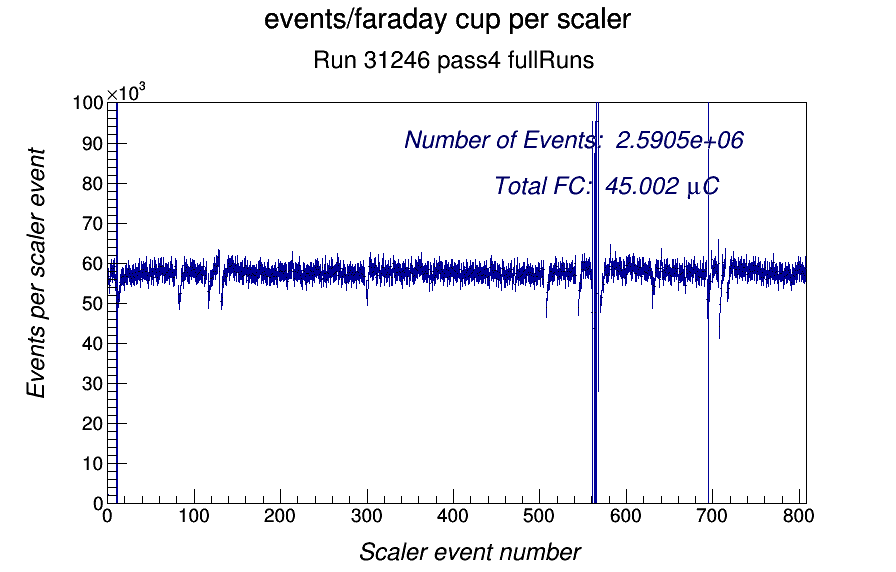 events/faraday cup per scaler
Run 31246 pass4 fullRuns
×10³
100
90
80
70
60
50
40
30
20
10
0
Number of Events: 2.5905e+06
Total FC: 45.002 μC
Events per scaler event
0 100 200 300 400 500 600 700 800
Scaler event number